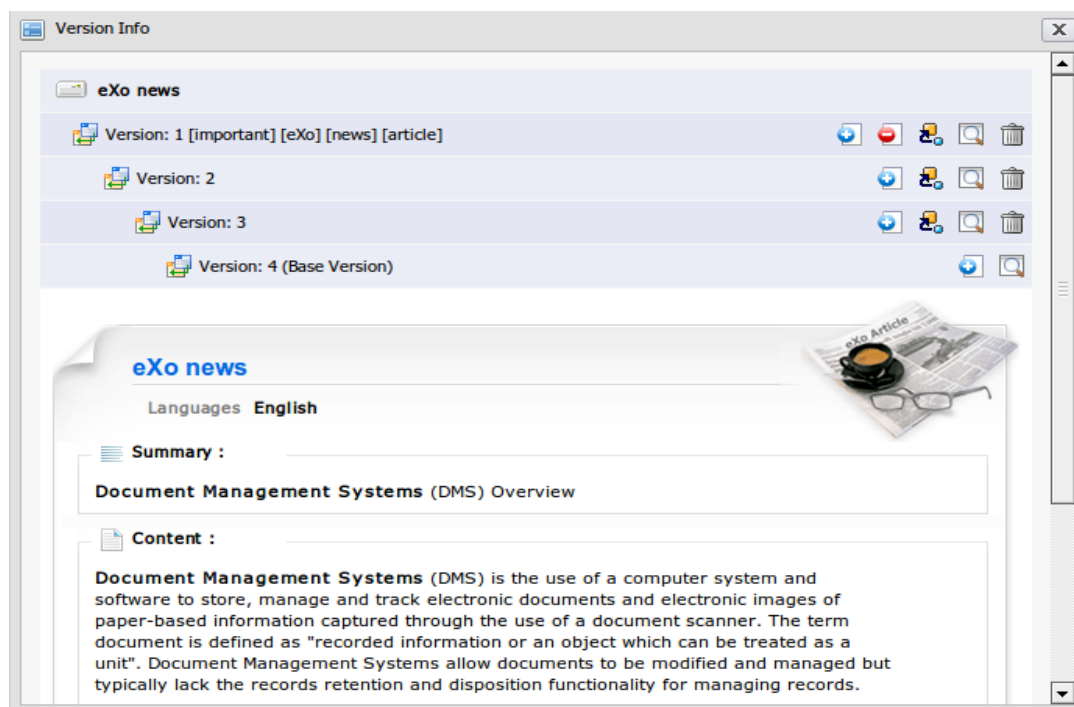 Version Info
eXo news
Version: 1 [important] [eXo] [news] [article]
Version: 2
Version: 3
Version: 4 (Base Version)
eXo Article
eXo news
Languages English
Summary :
Document Management Systems (DMS) Overview
Content :
Document Management Systems (DMS) is the use of a computer system and
software to store, manage and track electronic documents and electronic images of
paper-based information captured through the use of a document scanner. The term
document is defined as "recorded information or an object which can be treated as a
unit". Document Management Systems allow documents to be modified and managed but
typically lack the records retention and disposition functionality for managing records.